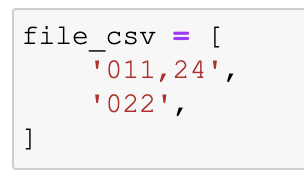 file_csv = [
    '011,24',
    '022',
]